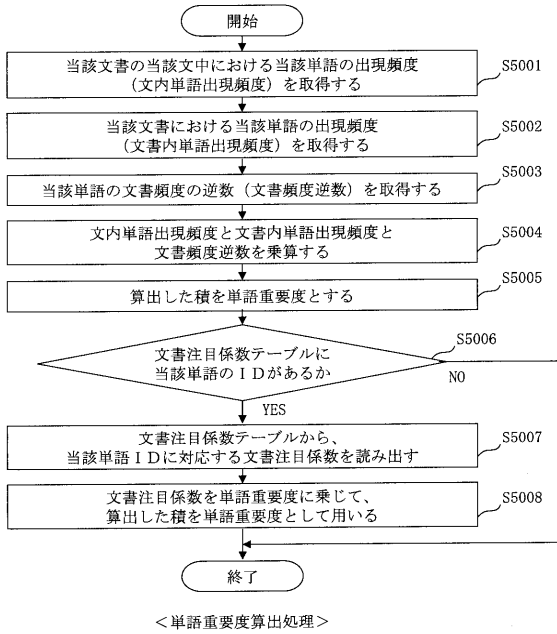 開始
当該文書の当該文中における当該単語の出現頻度
（文内単語出現頻度）を取得する
S5001
当該文書における当該単語の出現頻度
（文書内単語出現頻度）を取得する
S5002
当該単語の文書頻度の逆数（文書頻度逆数）を取得する
S5003
文内単語出現頻度と文書内単語出現頻度と
文書頻度逆数を乗算する
S5004
算出した積を単語重要度とする
S5005
文書注目係数テーブルに
当該単語のＩＤがあるか
S5006
NO
YES
文書注目係数テーブルから、
当該単語ＩＤに対応する文書注目係数を読み出す
S5007
文書注目係数を単語重要度に乗じて、
算出した積を単語重要度として用いる
S5008
終了
＜単語重要度算出処理＞